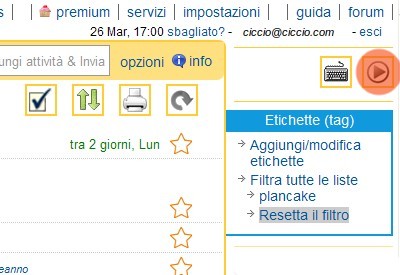 s | premium | servizi | impostazioni | guida | forum |
26 Mar, 17:00 sbagliato? - ciccio@ciccio.com - esci
ungi attività & Invia opzioni info
Etichette (tag)
tra 2 giorni, Lun
Aggiungi/modifica
etichette
Filtra tutte le liste
plancake
Resetta il filtro
eanno